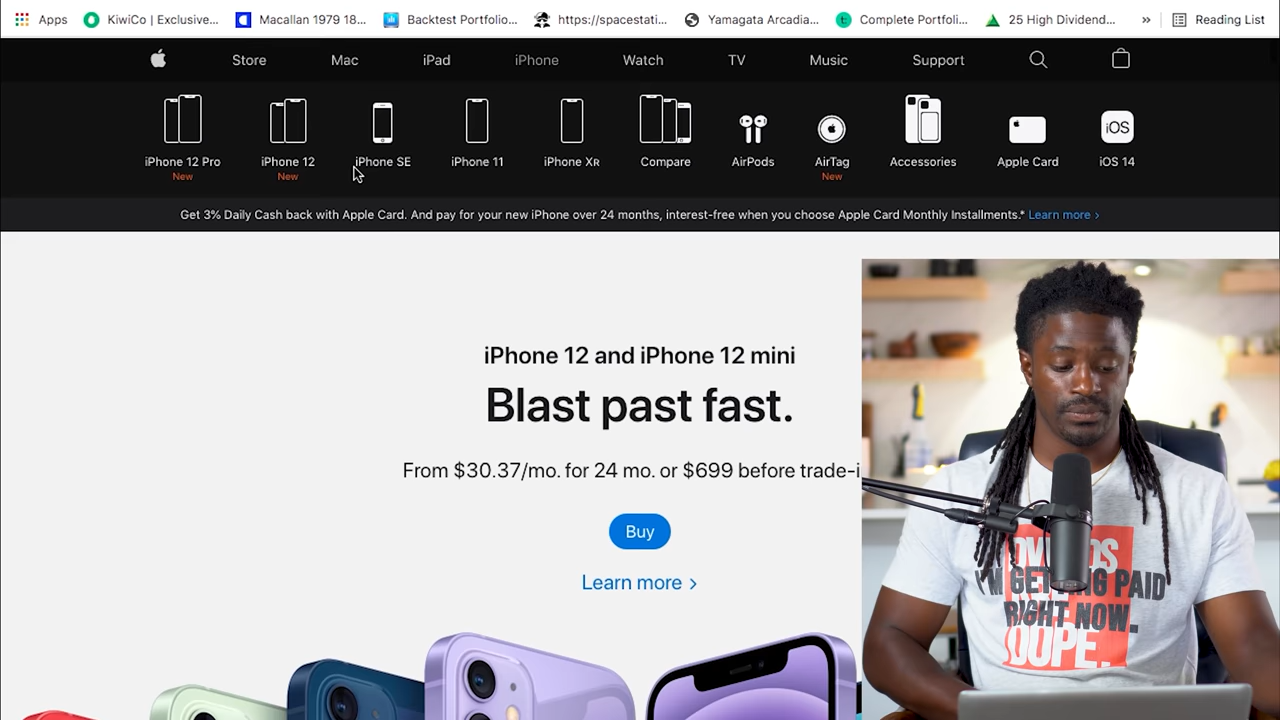 Apps KiwiCo | Exclusive... Macallan 1979 18... Backtest Portfolio... https://spacestati... Yamagata Arcadia... Complete Portfoli... 25 High Dividend... » Reading List
Store Mac iPad iPhone Watch TV Music Support
iPhone 12 Pro iPhone 12 iPhone SE iPhone 11 iPhone XR Compare AirPods AirTag Accessories Apple Card iOS 14
New New New
iOS
Get 3% Daily Cash back with Apple Card. And pay for your new iPhone over 24 months, interest-free when you choose Apple Card Monthly Installments.* Learn more >
iPhone 12 and iPhone 12 mini
Blast past fast.
From $30.37/mo. for 24 mo. or $699 before trade-i
Buy
Learn more >
I'M GETTING PAID
RIGHT NOW.
DOPE.